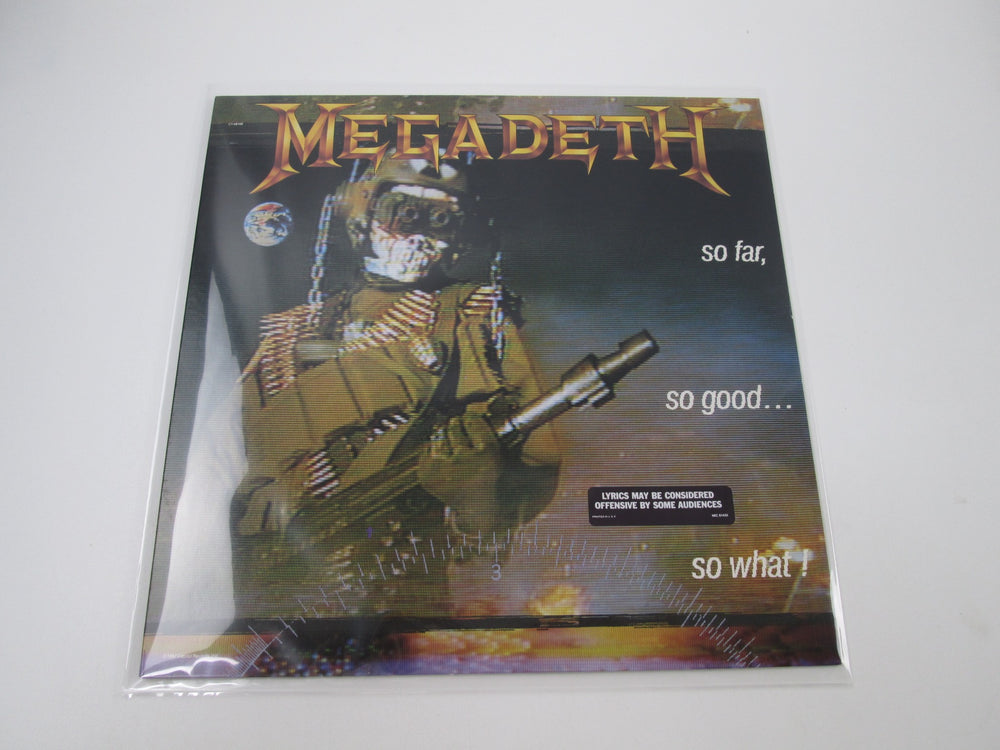 MEGADETH
so far,
so good...
LYRICS MAY BE CONSIDERED
OFFENSIVE BY SOME AUDIENCES
so what !
3